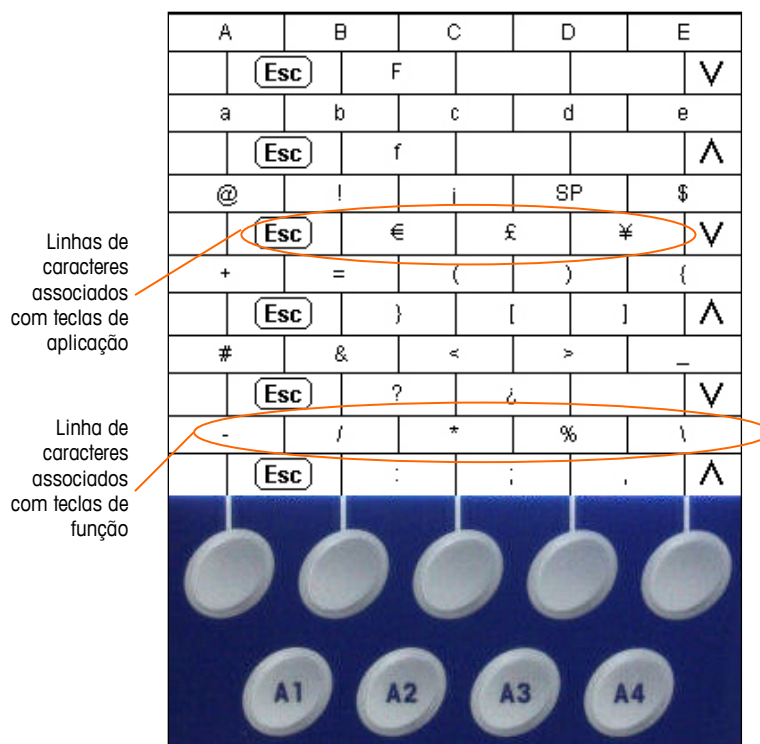 A B C D E
Esc F V
a b c d e
Esc f Λ
@ ! ¡ SP $
Esc € £ ¥ V
+ = ( ) {
Esc } [ ] Λ
# & < > _
Esc ? ¿ V
- / * % \
Esc : ; , Λ
Linhas de
caracteres
associados
com teclas de
aplicação
Linha de
caracteres
associados
com teclas de
função
A1 A2 A3 A4